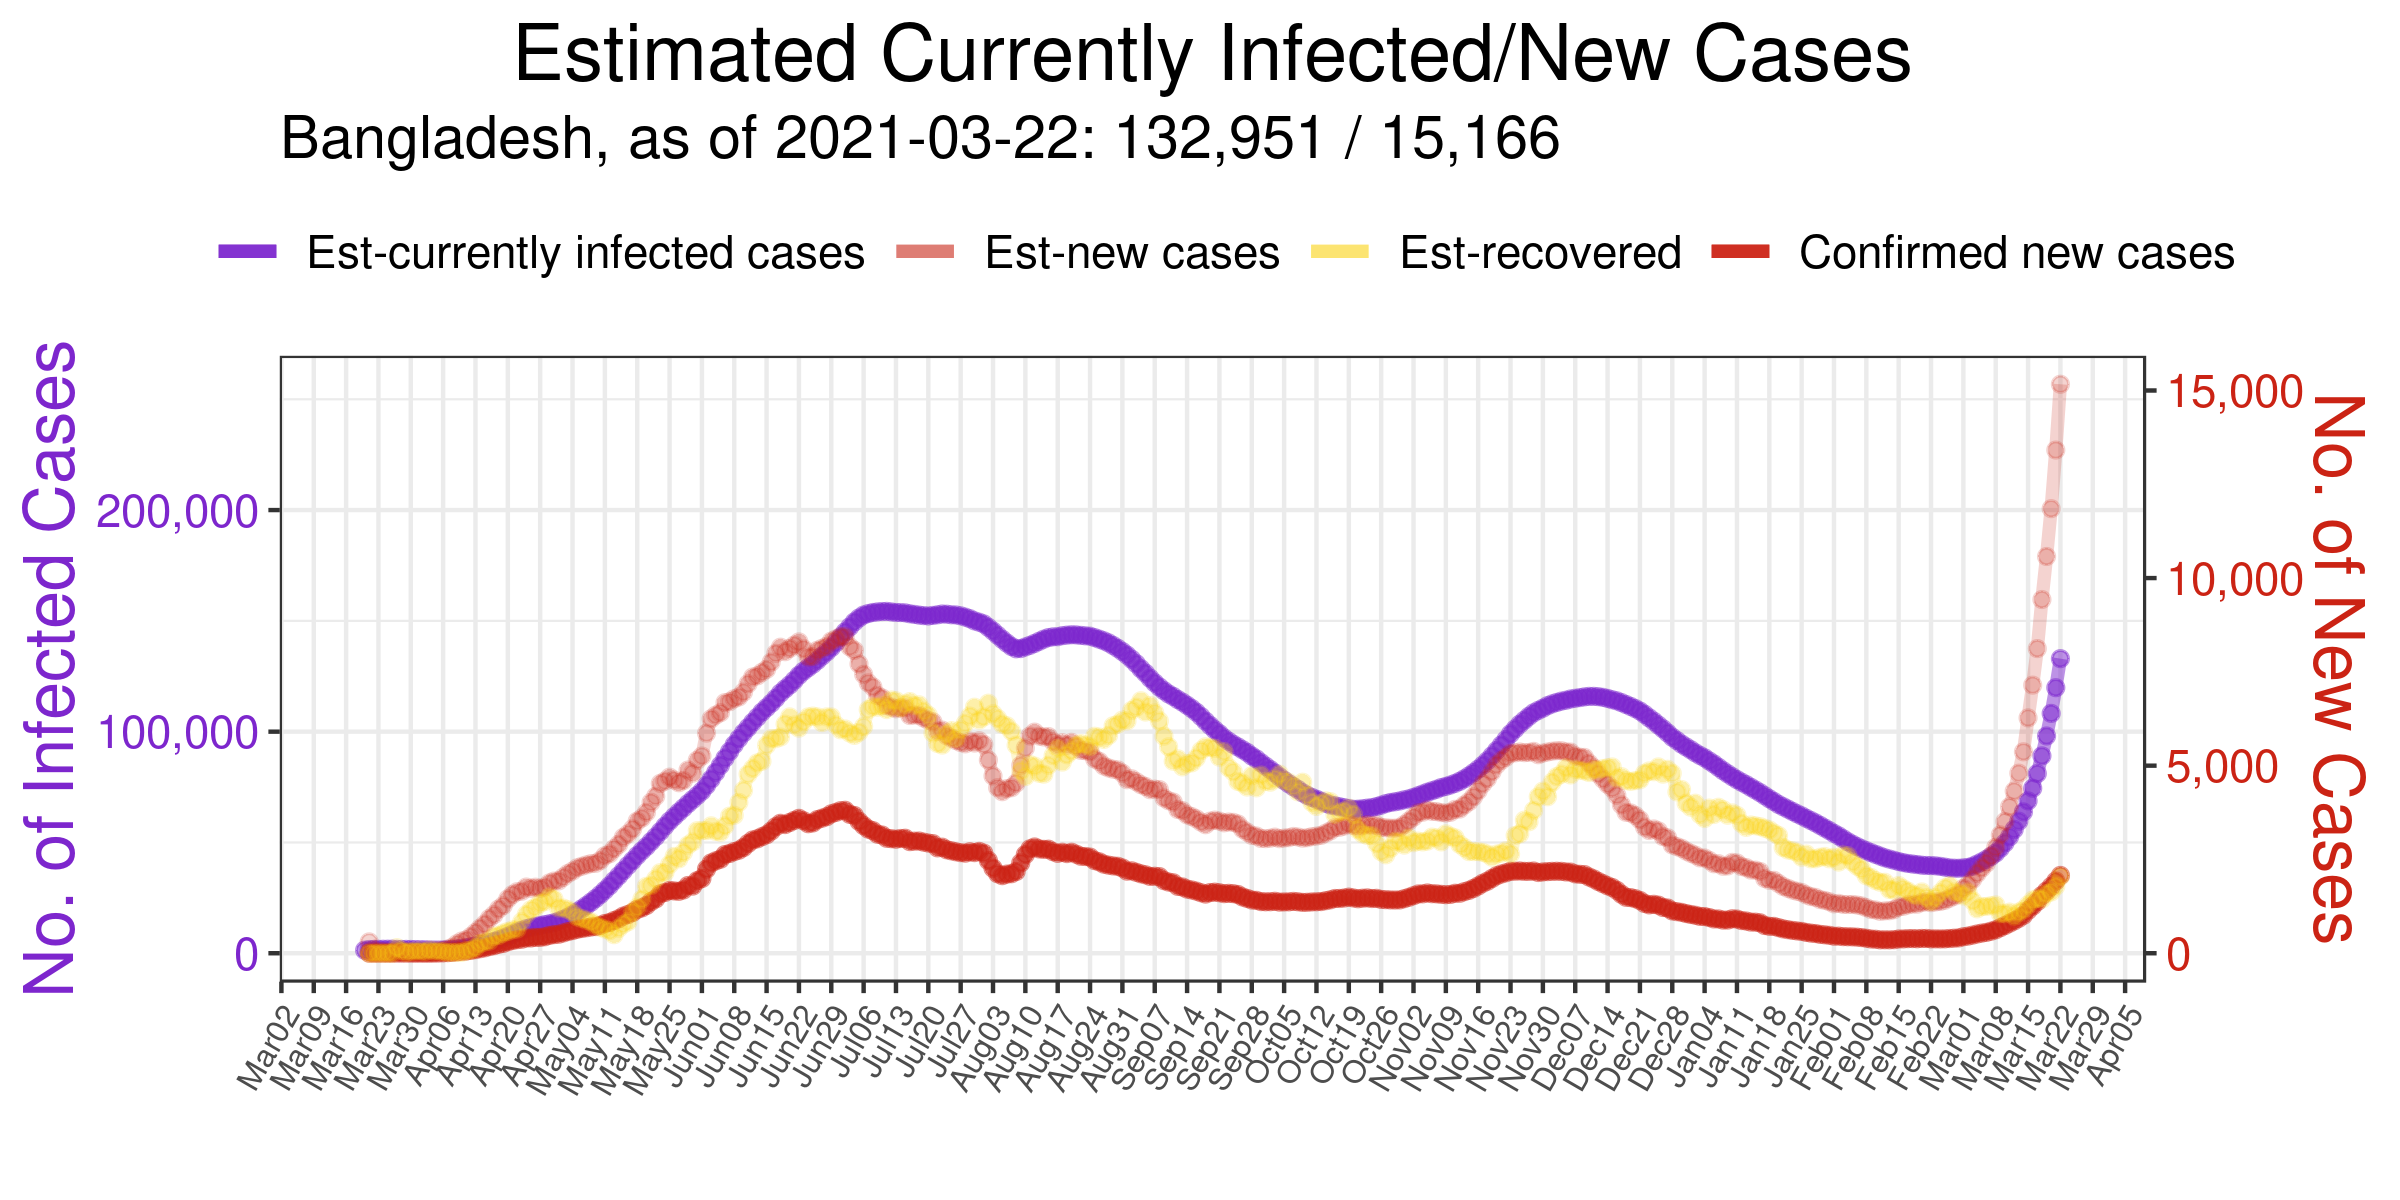 Estimated Currently Infected/New Cases
Bangladesh, as of 2021-03-22: 132,951 / 15,166
Est-currently infected cases Est-new cases Est-recovered Confirmed new cases
No. of Infected Cases
200,000
100,000
0
15,000
10,000
5,000
0
No. of New Cases
Mar02 Mar09 Mar16 Mar23 Mar30 Apr06 Apr13 Apr20 Apr27 May04 May11 May18 May25 Jun01 Jun08 Jun15 Jun22 Jun29 Jul06 Jul13 Jul20 Jul27 Aug03 Aug10 Aug17 Aug24 Aug31 Sep07 Sep14 Sep21 Sep28 Oct05 Oct12 Oct19 Oct26 Nov02 Nov09 Nov16 Nov23 Nov30 Dec07 Dec14 Dec21 Dec28 Jan04 Jan11 Jan18 Jan25 Feb01 Feb08 Feb15 Feb22 Mar01 Mar08 Mar15 Mar22 Mar29 Apr05